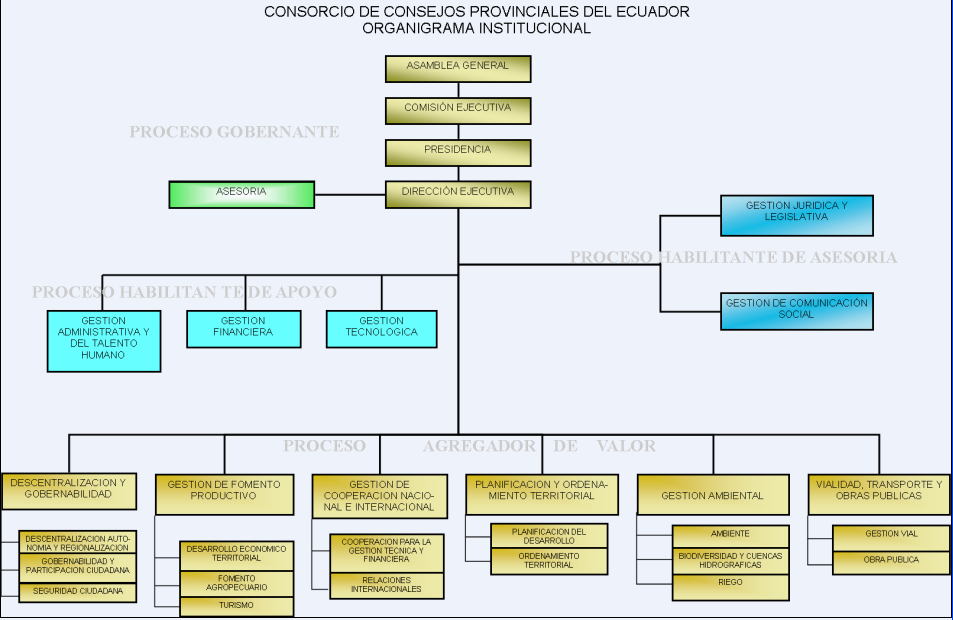 CONSORCIO DE CONSEJOS PROVINCIALES DEL ECUADOR
ORGANIGRAMA INSTITUCIONAL
ASAMBLEA GENERAL
COMISIÓN EJECUTIVA
PROCESO GOBERNANTE
PRESIDENCIA
ASESORIA
DIRECCIÓN EJECUTIVA
GESTION JURIDICA Y
LEGISLATIVA
PROCESO HABILITANTE DE ASESORIA
PROCESO HABILITAN TE DE APOYO
GESTION DE COMUNICACIÓN
SOCIAL
GESTION
ADMINISTRATIVA Y
DEL TALENTO
HUMANO
GESTION
FINANCIERA
GESTION
TECNOLOGICA
PROCESO AGREGADOR DE VALOR
DESCENTRALIZACION Y
GOBERNABILIDAD
DESCENTRALIZACION AUTO-
NOMIA Y REGIONALIZACION
GOBERNABILIDAD Y
PARTICIPACION CIUDADANA
SEGURIDAD CIUDADANA
GESTION DE FOMENTO
PRODUCTIVO
DESARROLLO ECONOMICO
TERRITORIAL
FOMENTO
AGROPECUARIO
TURISMO
GESTION DE
COOPERACION NACIO-
NAL E INTERNACIONAL
COOPERACION PARA LA
GESTION TECNICA Y
FINANCIERA
RELACIONES
INTERNACIONALES
PLANIFICACION Y ORDENA-
MIENTO TERRITORIAL
PLANIFICACION DEL
DESARROLLO
ORDENAMIENTO
TERRITORIAL
GESTION AMBIENTAL
AMBIENTE
BIODIVERSIDAD Y CUENCAS
HIDROGRAFICAS
RIEGO
VIALIDAD, TRANSPORTE Y
OBRAS PUBLICAS
GESTION VIAL
OBRA PUBLICA